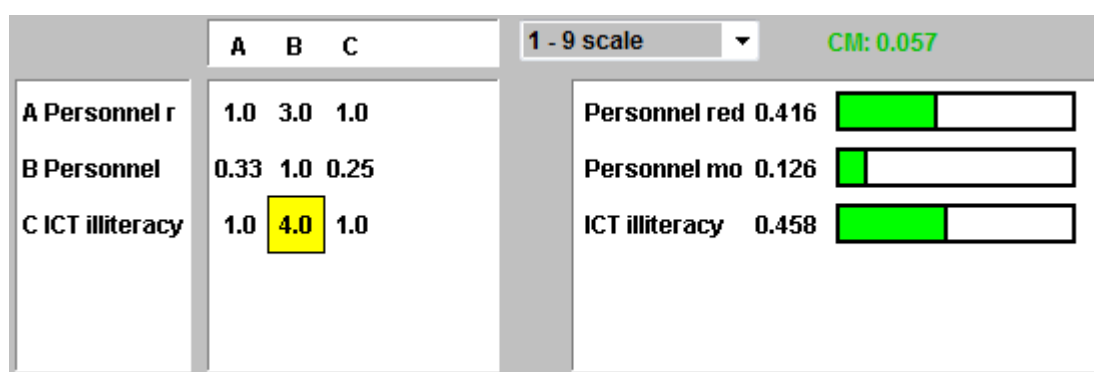 A B C 1 - 9 scale CM: 0.057
A Personnel r 1.0 3.0 1.0 Personnel red 0.416
B Personnel 0.33 1.0 0.25 Personnel mo 0.126
C ICT illiteracy 1.0 4.0 1.0 ICT illiteracy 0.458